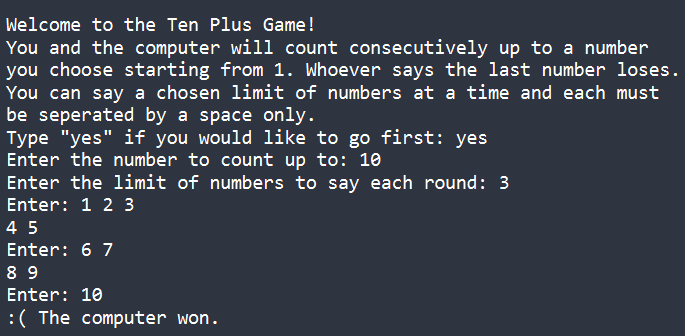 Welcome to the Ten Plus Game!
You and the computer will count consecutively up to a number
you choose starting from 1. Whoever says the last number loses.
You can say a chosen limit of numbers at a time and each must
be seperated by a space only.
Type "yes" if you would like to go first: yes
Enter the number to count up to: 10
Enter the limit of numbers to say each round: 3
Enter: 1 2 3
4 5
Enter: 6 7
8 9
Enter: 10
:( The computer won.